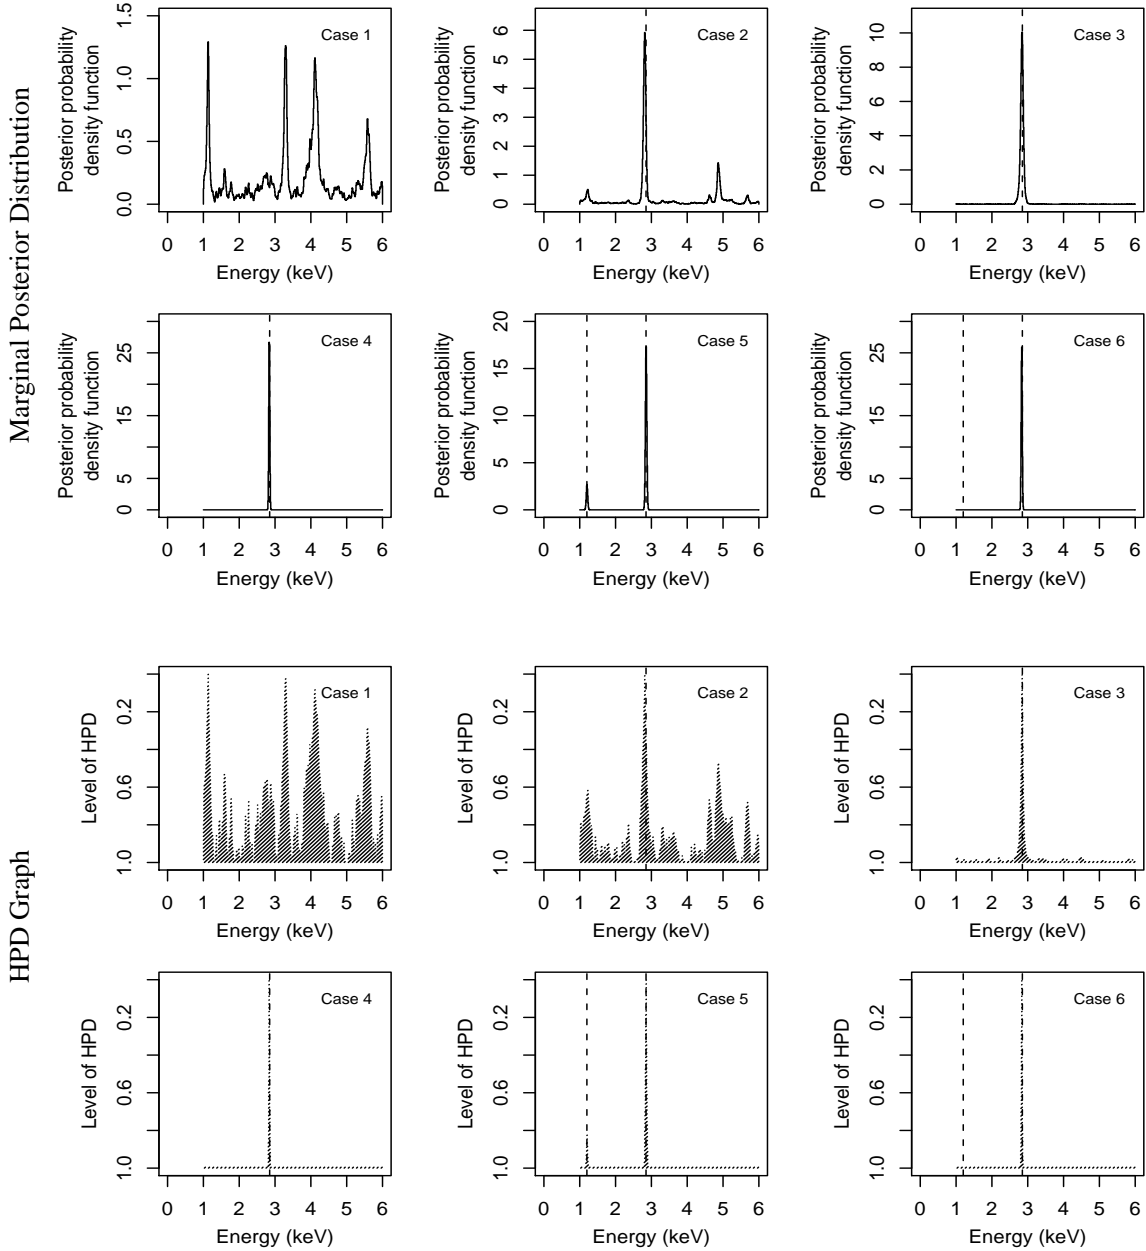 Marginal Posterior Distribution
Posterior probability
density function
0.0 0.5 1.0 1.5
Case 1
0 1 2 3 4 5 6
Energy (keV)
Posterior probability
density function
0 1 2 3 4 5 6
Case 2
0 1 2 3 4 5 6
Energy (keV)
Posterior probability
density function
0 2 4 6 8 10
Case 3
0 1 2 3 4 5 6
Energy (keV)
Posterior probability
density function
0 5 15 25
Case 4
0 1 2 3 4 5 6
Energy (keV)
Posterior probability
density function
0 5 10 15 20
Case 5
0 1 2 3 4 5 6
Energy (keV)
Posterior probability
density function
0 5 15 25
Case 6
0 1 2 3 4 5 6
Energy (keV)
HPD Graph
Level of HPD
1.0 0.6 0.2
Case 1
0 1 2 3 4 5 6
Energy (keV)
Level of HPD
1.0 0.6 0.2
Case 2
0 1 2 3 4 5 6
Energy (keV)
Level of HPD
1.0 0.6 0.2
Case 3
0 1 2 3 4 5 6
Energy (keV)
Level of HPD
1.0 0.6 0.2
Case 4
0 1 2 3 4 5 6
Energy (keV)
Level of HPD
1.0 0.6 0.2
Case 5
0 1 2 3 4 5 6
Energy (keV)
Level of HPD
1.0 0.6 0.2
Case 6
0 1 2 3 4 5 6
Energy (keV)